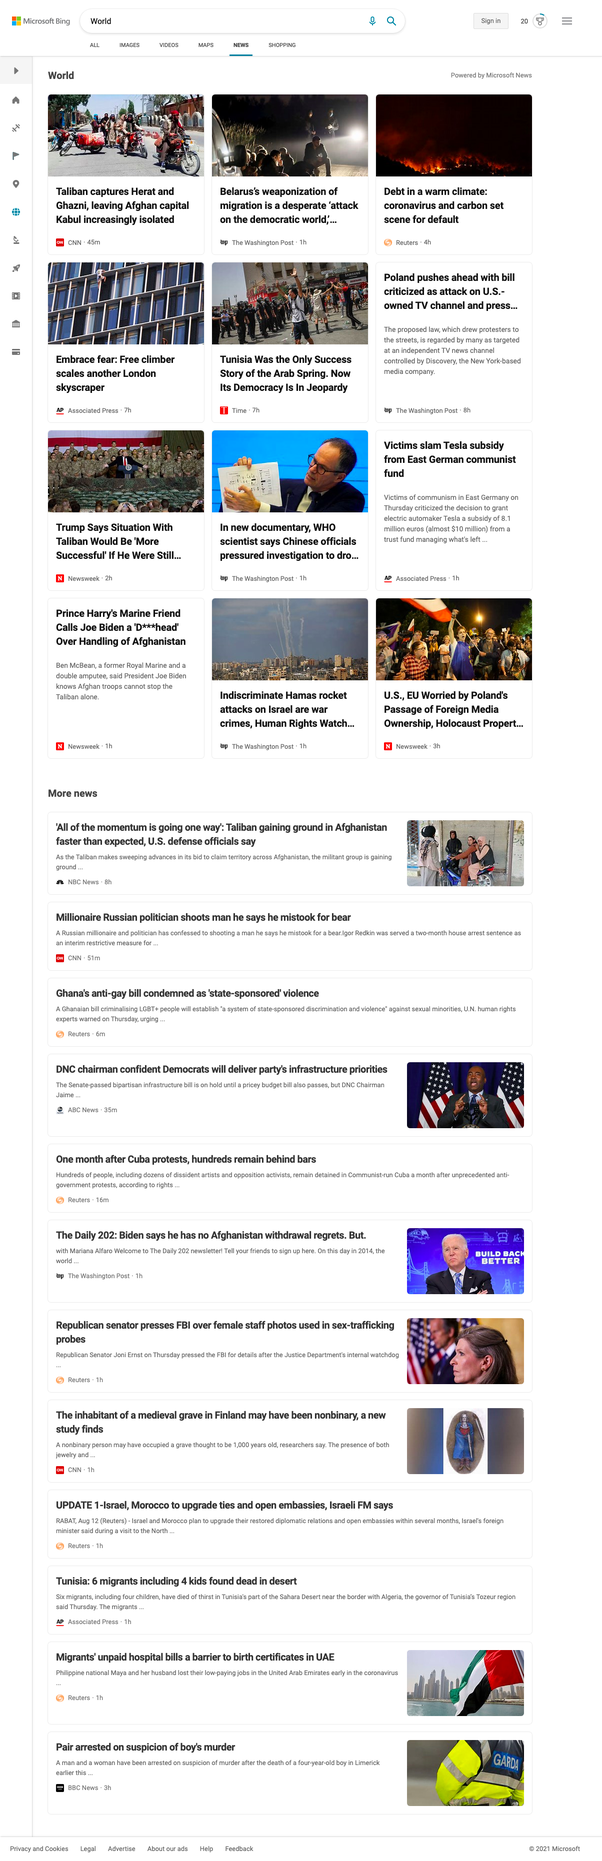 Microsoft Bing
World
Sign in
20
ALL
IMAGES
VIDEOS
MAPS
NEWS
SHOPPING
World
Powered by Microsoft News
Taliban captures Herat and
Ghazni, leaving Afghan capital
Kabul increasingly isolated
CNN · 45m
Belarus's weaponization of
migration is a desperate 'attack
on the democratic world,'...
The Washington Post · 1h
Debt in a warm climate:
coronavirus and carbon set
scene for default
Reuters · 4h
Embrace fear: Free climber
scales another London
skyscraper
AP Associated Press · 7h
Tunisia Was the Only Success
Story of the Arab Spring. Now
Its Democracy Is In Jeopardy
Time · 7h
Poland pushes ahead with bill
criticized as attack on U.S.-
owned TV channel and press...
The proposed law, which drew protesters to
the streets, is regarded by many as targeted
at an independent TV news channel
controlled by Discovery, the New York-based
media company.
The Washington Post · 8h
Trump Says Situation With
Taliban Would Be 'More
Successful' If He Were Still...
Newsweek · 2h
In new documentary, WHO
scientist says Chinese officials
pressured investigation to dro...
The Washington Post · 1h
Victims slam Tesla subsidy
from East German communist
fund
Victims of communism in East Germany on
Thursday criticized the decision to grant
electric automaker Tesla a subsidy of 8.1
million euros (almost $10 million) from a
trust fund managing what's left ...
AP Associated Press · 1h
Prince Harry's Marine Friend
Calls Joe Biden a 'D***head'
Over Handling of Afghanistan
Ben McBean, a former Royal Marine and a
double amputee, said President Joe Biden
knows Afghan troops cannot stop the
Taliban alone.
Newsweek · 1h
Indiscriminate Hamas rocket
attacks on Israel are war
crimes, Human Rights Watch...
The Washington Post · 1h
U.S., EU Worried by Poland's
Passage of Foreign Media
Ownership, Holocaust Propert...
Newsweek · 3h
More news
'All of the momentum is going one way': Taliban gaining ground in Afghanistan
faster than expected, U.S. defense officials say
As the Taliban makes sweeping advances in its bid to claim territory across Afghanistan, the militant group is gaining
ground ...
NBC News · 8h
Millionaire Russian politician shoots man he says he mistook for bear
A Russian millionaire and politician has confessed to shooting a man he says he mistook for a bear.Igor Redkin was served a two-month house arrest sentence as
an interim restrictive measure for ...
CNN · 51m
Ghana's anti-gay bill condemned as 'state-sponsored' violence
A Ghanaian bill criminalising LGBT+ people will establish "a system of state-sponsored discrimination and violence" against sexual minorities, U.N. human rights
experts warned on Thursday, urging ...
Reuters · 6m
DNC chairman confident Democrats will deliver party's infrastructure priorities
The Senate-passed bipartisan infrastructure bill is on hold until a pricey budget bill also passes, but DNC Chairman
Jaime ...
ABC News · 35m
One month after Cuba protests, hundreds remain behind bars
Hundreds of people, including dozens of dissident artists and opposition activists, remain detained in Communist-run Cuba a month after unprecedented anti-
government protests, according to rights ...
Reuters · 16m
The Daily 202: Biden says he has no Afghanistan withdrawal regrets. But.
with Mariana Alfaro Welcome to The Daily 202 newsletter! Tell your friends to sign up here. On this day in 2014, the
world ...
The Washington Post · 1h
BUILD BACK
BETTER
Republican senator presses FBI over female staff photos used in sex-trafficking
probes
Republican Senator Joni Ernst on Thursday pressed the FBI for details after the Justice Department's internal watchdog
...
Reuters · 1h
The inhabitant of a medieval grave in Finland may have been nonbinary, a new
study finds
A nonbinary person may have occupied a grave thought to be 1,000 years old, researchers say. The presence of both
jewelry and ...
CNN · 1h
UPDATE 1-Israel, Morocco to upgrade ties and open embassies, Israeli FM says
RABAT, Aug 12 (Reuters) - Israel and Morocco plan to upgrade their restored diplomatic relations and open embassies within several months, Israel's foreign
minister said during a visit to the North ...
Reuters · 1h
Tunisia: 6 migrants including 4 kids found dead in desert
Six migrants, including four children, have died of thirst in Tunisia's part of the Sahara Desert near the border with Algeria, the governor of Tunisia's Tozeur region
said Thursday. The migrants ...
AP Associated Press · 1h
Migrants' unpaid hospital bills a barrier to birth certificates in UAE
Philippine national Maya and her husband lost their low-paying jobs in the United Arab Emirates early in the coronavirus
...
Reuters · 1h
Pair arrested on suspicion of boy's murder
A man and a woman have been arrested on suspicion of murder after the death of a four-year-old boy in Limerick
earlier this ...
BBC News · 3h
GARDA
Privacy and Cookies
Legal
Advertise
About our ads
Help
Feedback
© 2021 Microsoft